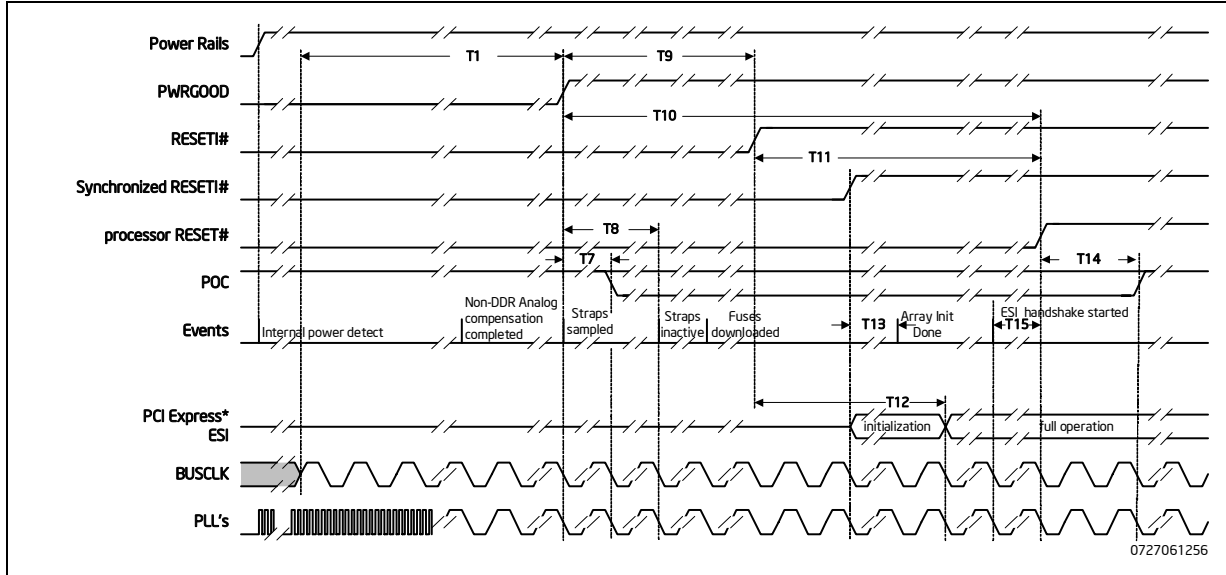 Power Rails
T1
T9
PWRGOOD
T10
RESETI#
T11
Synchronized RESETI#
processor RESET#
T8
T7
T14
POC
Events
Internal power detect
Non-DDR Analog
compensation
completed
Straps
sampled
Straps
inactive
Fuses
downloaded
T13
Array Init
Done
ESI handshake started
T15
T12
PCI Express*
ESI
initialization
full operation
BUSCLK
PLL's
0727061256